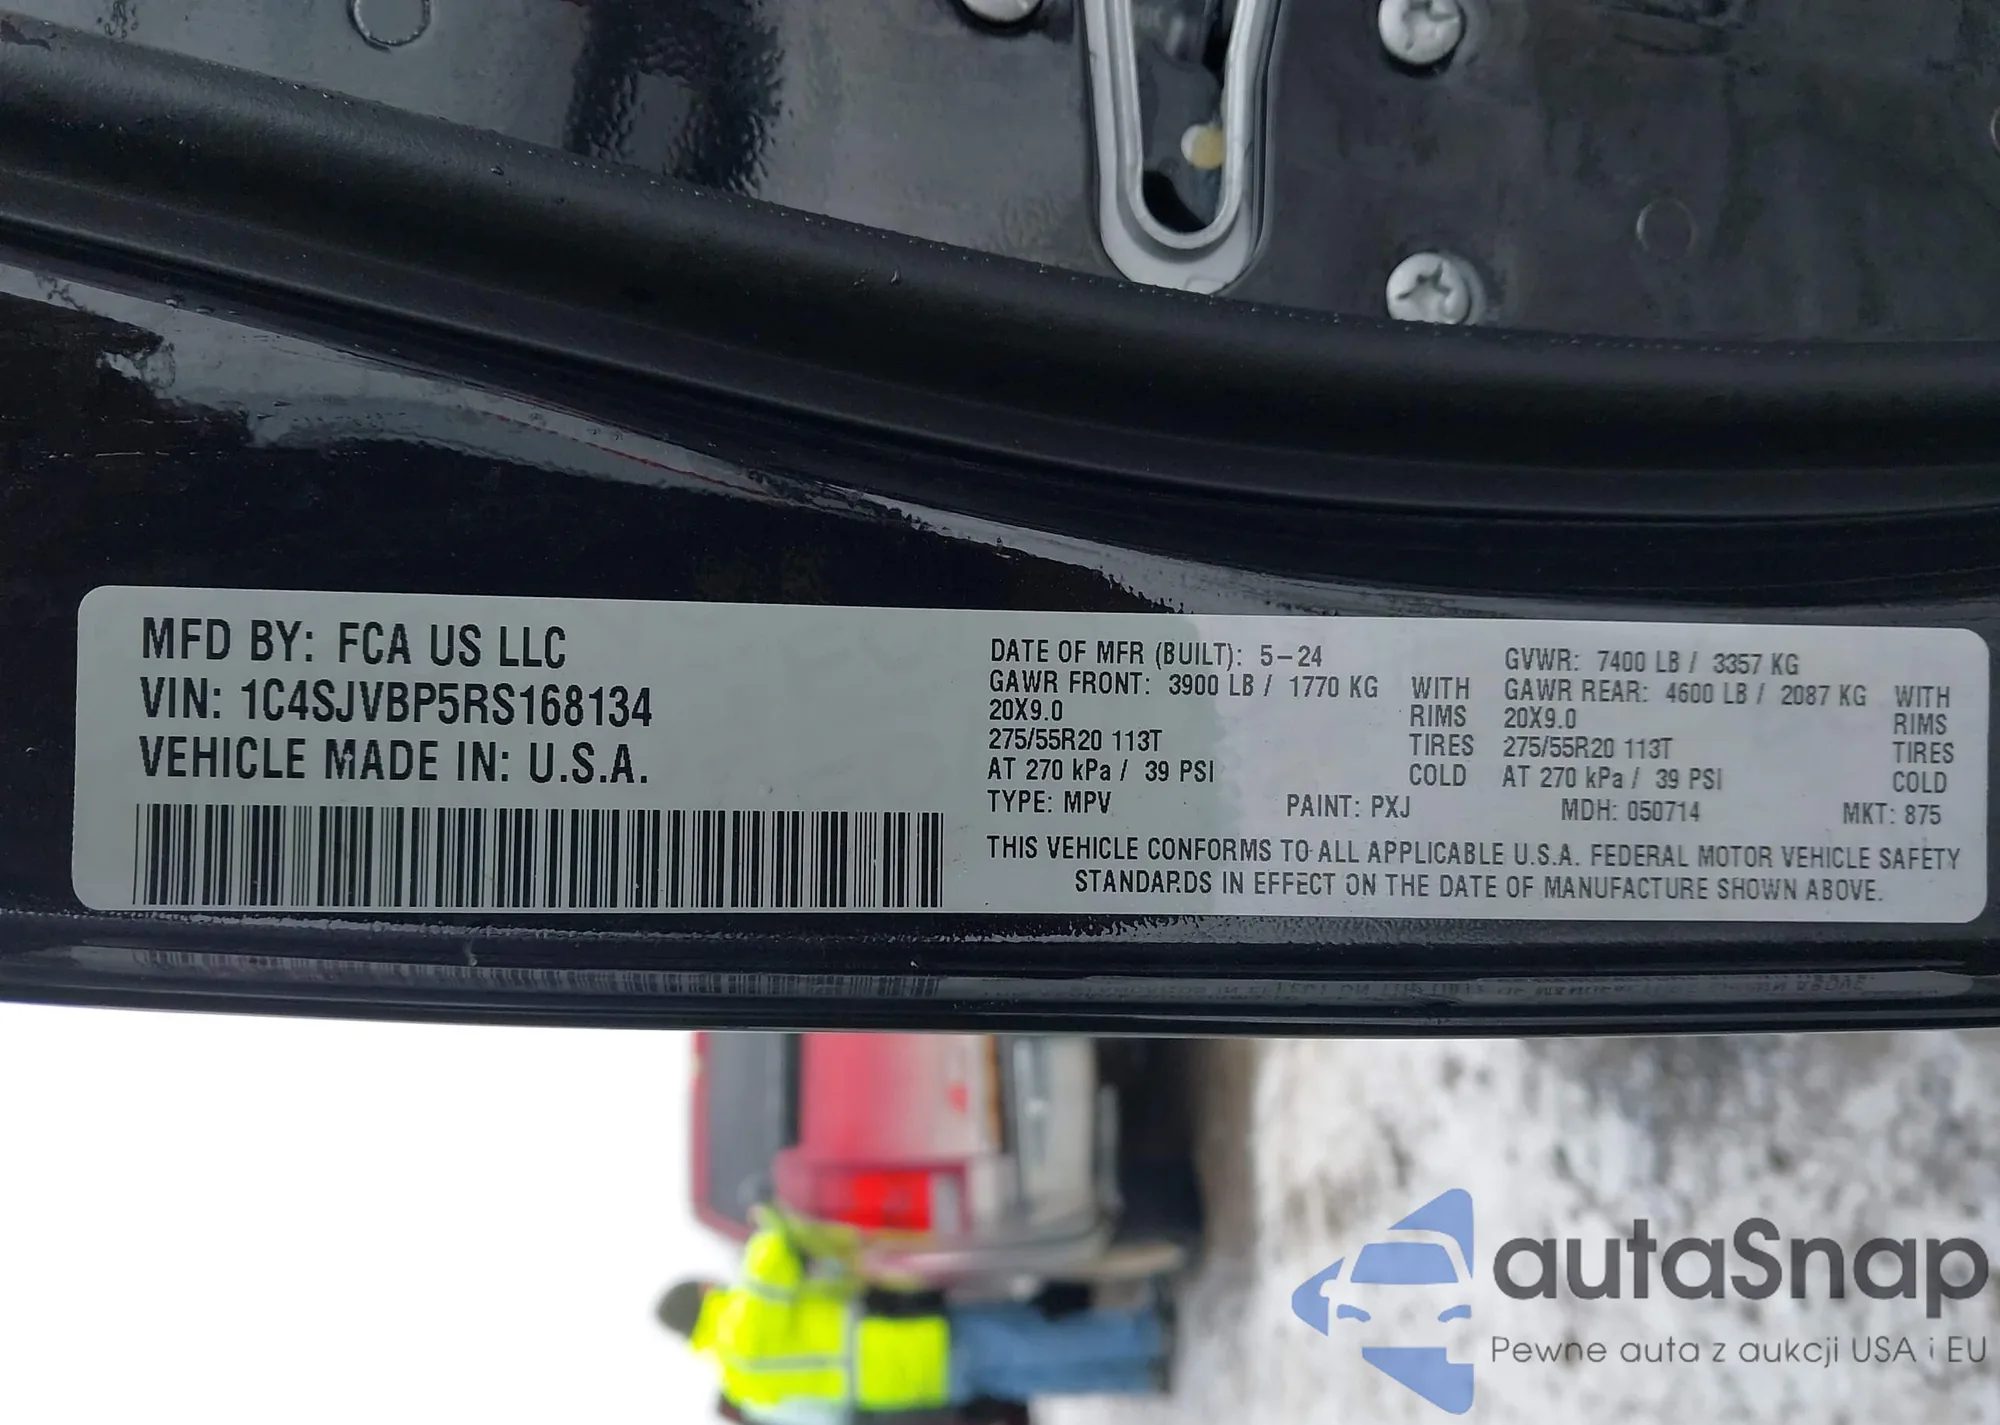 MFD BY: FCA US LLC
VIN: 1C4SJVBP5RS168134
VEHICLE MADE IN: U.S.A.
DATE OF MFR (BUILT): 5-24
GAWR FRONT: 3900 LB / 1770 KG WITH
20X9.0 RIMS
275/55R20 113T TIRES
AT 270 kPa / 39 PSI COLD
GVWR: 7400 LB / 3357 KG
GAWR REAR: 4600 LB / 2087 KG WITH
20X9.0 RIMS
275/55R20 113T TIRES
AT 270 kPa / 39 PSI COLD
TYPE: MPV PAINT: PXJ MDH: 050714 MKT: 875
THIS VEHICLE CONFORMS TO ALL APPLICABLE U.S.A. FEDERAL MOTOR VEHICLE SAFETY
STANDARDS IN EFFECT ON THE DATE OF MANUFACTURE SHOWN ABOVE.
autaSnap
Pewne auta z aukcji USA i EU